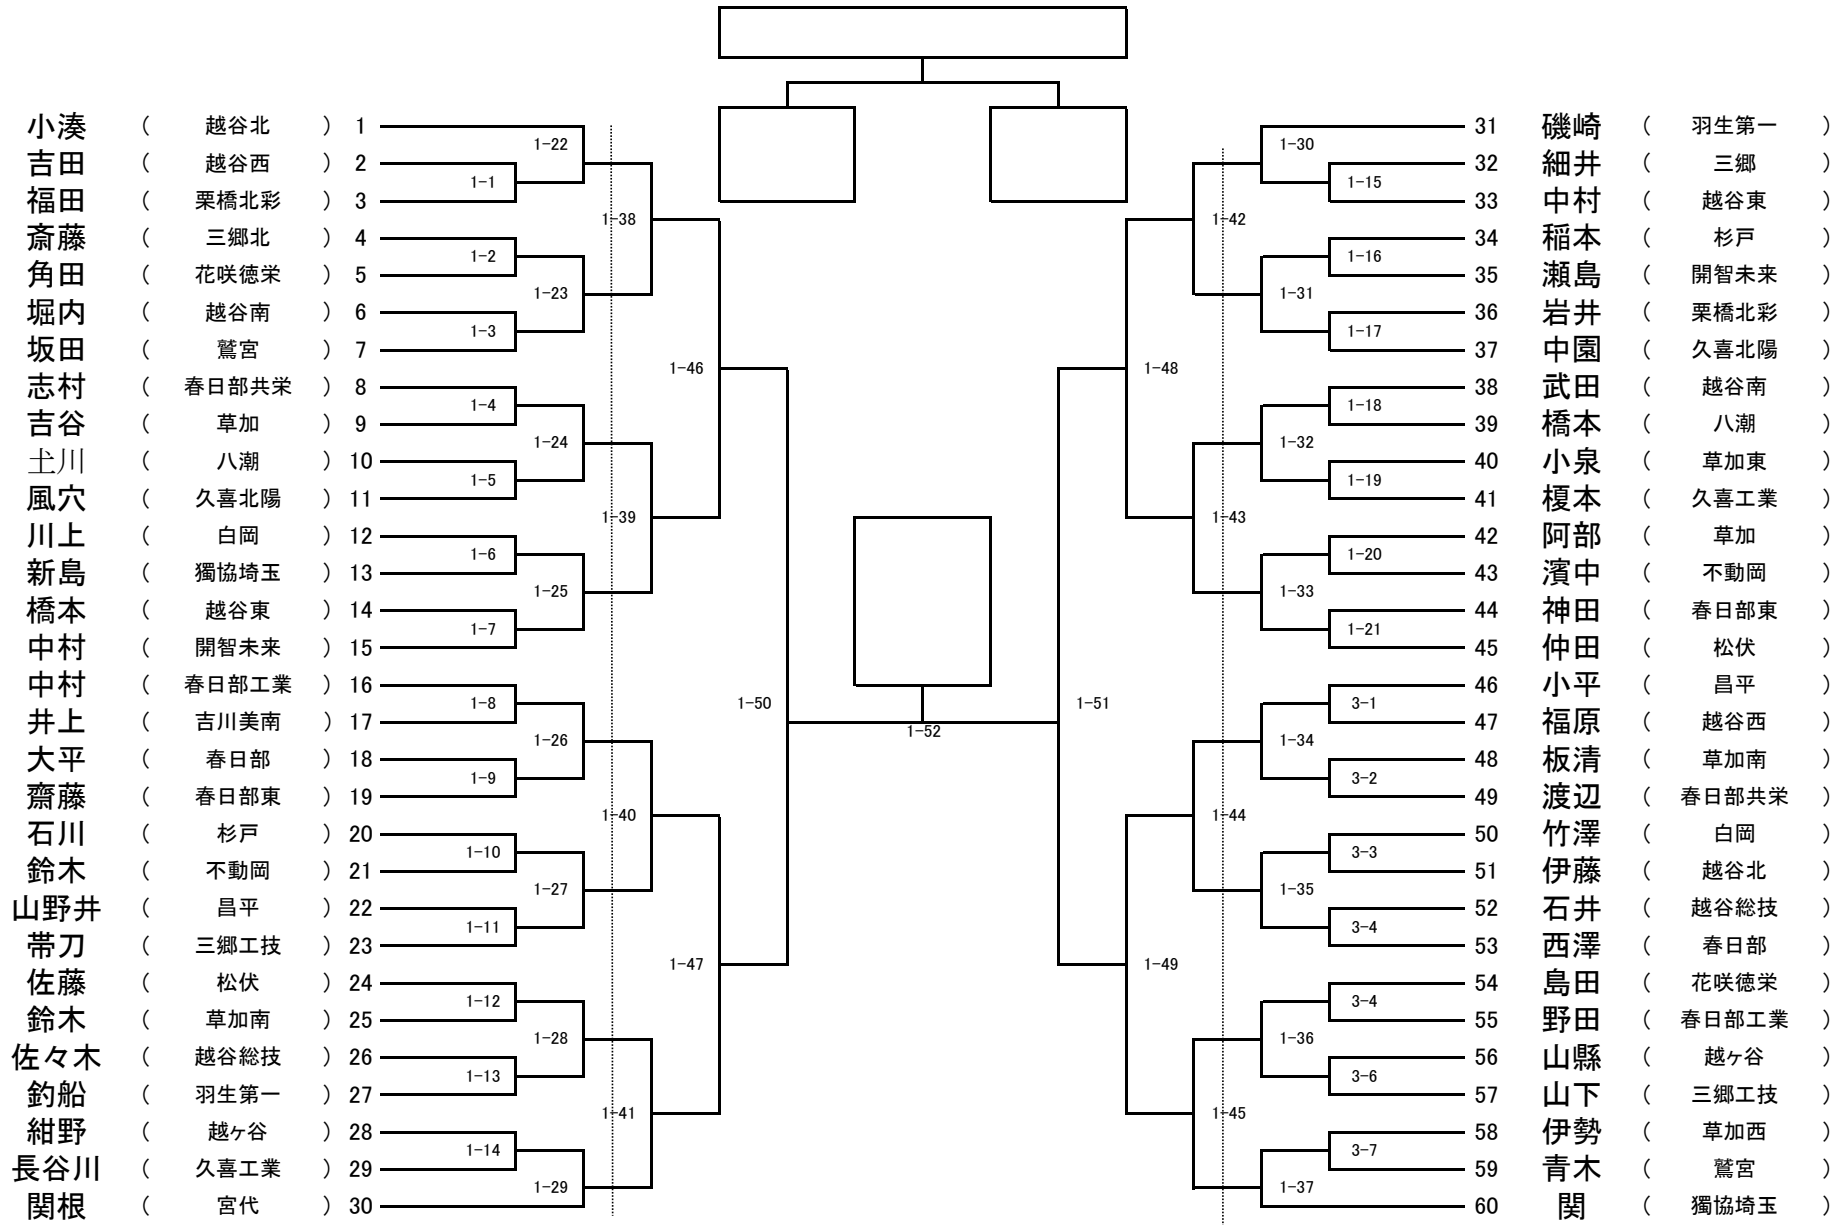 小湊 ( 越谷北 ) 1 1-22 1-30 31 磯崎 ( 羽生第一 )
吉田 ( 越谷西 ) 2 32 細井 ( 三郷 )
1-1 1-15
福田 ( 栗橋北彩 ) 3 33 中村 ( 越谷東 )
1-38 1-42
斎藤 ( 三郷北 ) 4 34 稲本 ( 杉戸 )
1-2 1-16
角田 ( 花咲徳栄 ) 5 35 瀬島 ( 開智未来 )
1-23 1-31
堀内 ( 越谷南 ) 6 36 岩井 ( 栗橋北彩 )
1-3 1-17
坂田 ( 鷲宮 ) 7 37 中園 ( 久喜北陽 )
1-46 1-48
志村 ( 春日部共栄 ) 8 38 武田 ( 越谷南 )
1-4 1-18
吉谷 ( 草加 ) 9 39 橋本 ( 八潮 )
1-24 1-32
圡川 ( 八潮 ) 10 40 小泉 ( 草加東 )
1-5 1-19
風穴 ( 久喜北陽 ) 11 41 榎本 ( 久喜工業 )
1-39 1-43
川上 ( 白岡 ) 12 42 阿部 ( 草加 )
1-6 1-20
新島 ( 獨協埼玉 ) 13 43 濱中 ( 不動岡 )
1-25 1-33
橋本 ( 越谷東 ) 14 44 神田 ( 春日部東 )
1-7 1-21
中村 ( 開智未来 ) 15 45 仲田 ( 松伏 )
中村 ( 春日部工業 ) 16 46 小平 ( 昌平 )
1-8 1-50 1-51 3-1
井上 ( 吉川美南 ) 17 47 福原 ( 越谷西 )
1-26 1-52 1-34
大平 ( 春日部 ) 18 48 板清 ( 草加南 )
1-9 3-2
齋藤 ( 春日部東 ) 19 49 渡辺 ( 春日部共栄 )
1-40 1-44
石川 ( 杉戸 ) 20 50 竹澤 ( 白岡 )
1-10 3-3
鈴木 ( 不動岡 ) 21 51 伊藤 ( 越谷北 )
1-27 1-35
山野井 ( 昌平 ) 22 52 石井 ( 越谷総技 )
1-11 3-4
帯刀 ( 三郷工技 ) 23 53 西澤 ( 春日部 )
1-47 1-49
佐藤 ( 松伏 ) 24 54 島田 ( 花咲徳栄 )
1-12 3-4
鈴木 ( 草加南 ) 25 55 野田 ( 春日部工業 )
1-28 1-36
佐々木 ( 越谷総技 ) 26 56 山縣 ( 越ヶ谷 )
1-13 3-6
釣船 ( 羽生第一 ) 27 57 山下 ( 三郷工技 )
1-41 1-45
紺野 ( 越ヶ谷 ) 28 58 伊勢 ( 草加西 )
1-14 3-7
長谷川 ( 久喜工業 ) 29 59 青木 ( 鷲宮 )
1-29 1-37
関根 ( 宮代 ) 30 60 関 ( 獨協埼玉 )